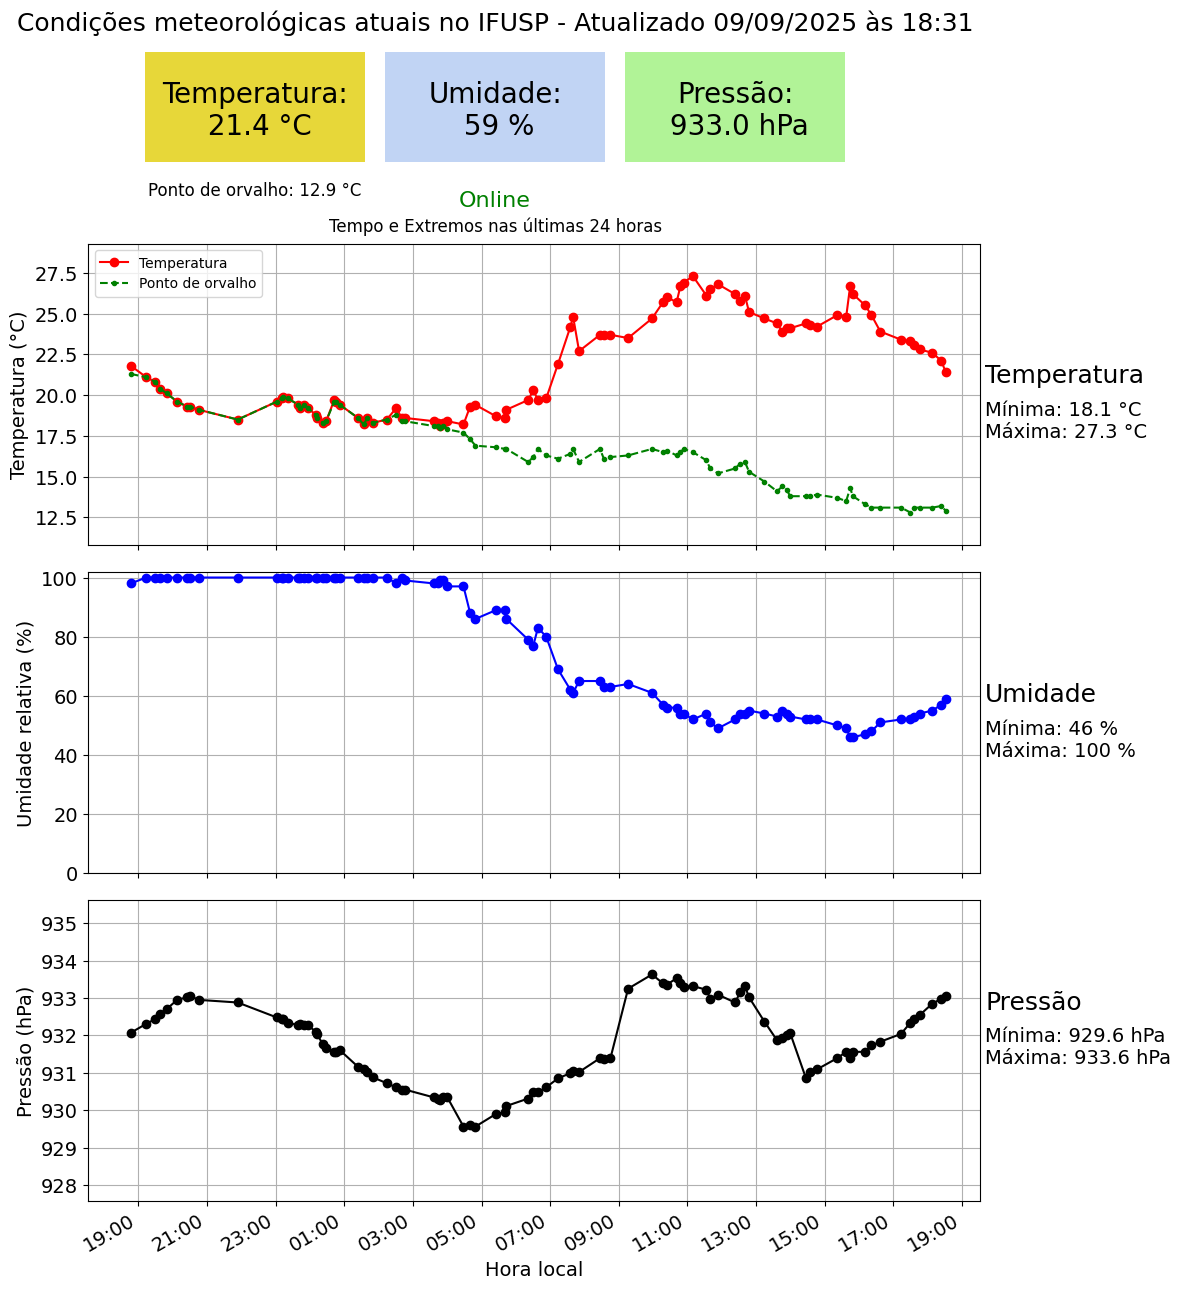 Condições meteorológicas atuais no IFUSP - Atualizado 09/09/2025 às 18:31
Temperatura:
21.4 °C
Umidade:
59 %
Pressão:
933.0 hPa
Ponto de orvalho: 12.9 °C
Online
Tempo e Extremos nas últimas 24 horas
Temperatura
Ponto de orvalho
Temperatura (°C)
27.5
25.0
22.5
20.0
17.5
15.0
12.5
Temperatura
Mínima: 18.1 °C
Máxima: 27.3 °C
Umidade relativa (%)
100
80
60
40
20
0
Umidade
Mínima: 46 %
Máxima: 100 %
Pressão (hPa)
935
934
933
932
931
930
929
928
Pressão
Mínima: 929.6 hPa
Máxima: 933.6 hPa
19:00 21:00 23:00 01:00 03:00 05:00 07:00 09:00 11:00 13:00 15:00 17:00 19:00
Hora local